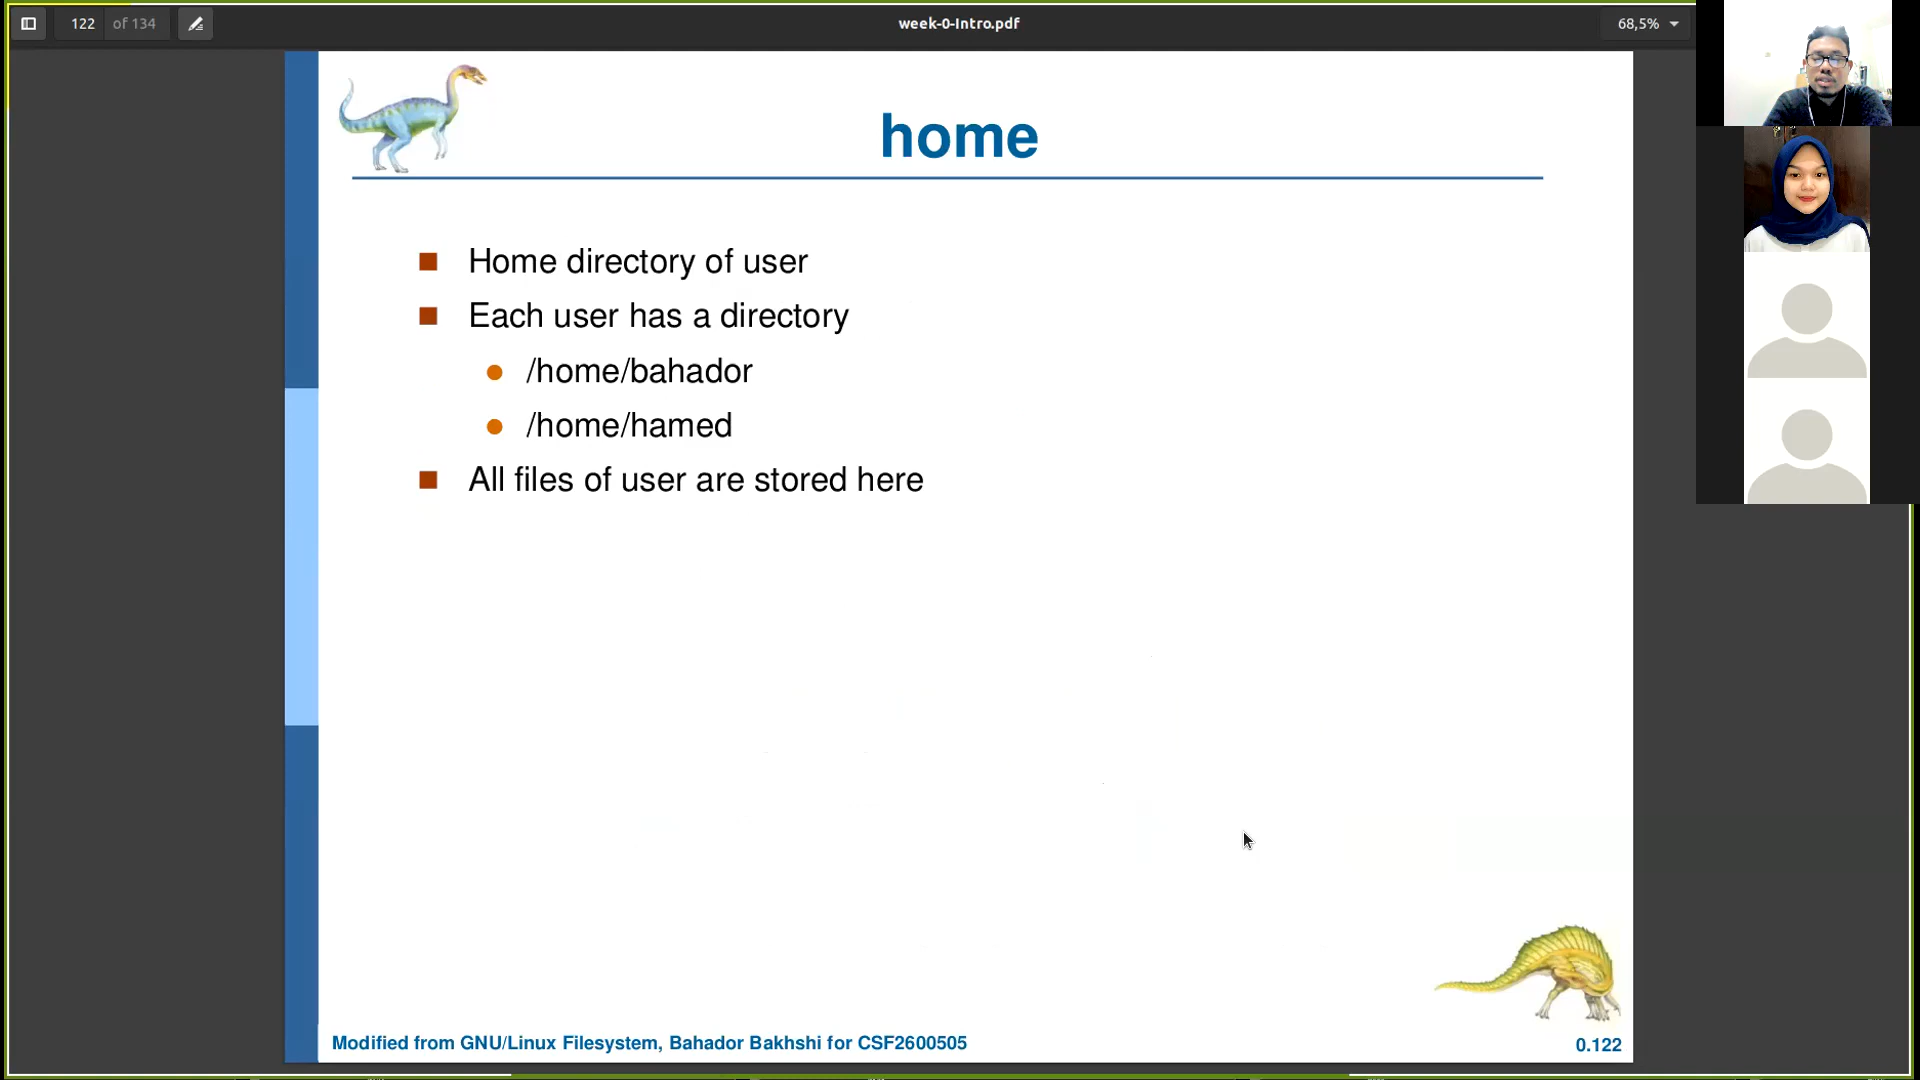 122 of 134
week-0-Intro.pdf
68,5%
home
Home directory of user
Each user has a directory
/home/bahador
/home/hamed
All files of user are stored here
Modified from GNU/Linux Filesystem, Bahador Bakhshi for CSF2600505
0.122